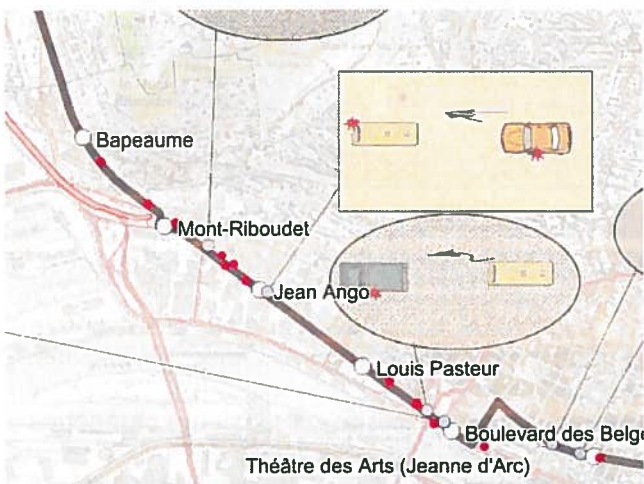 Bapeaume
Mont-Riboudet
Jean Ango
Louis Pasteur
Boulevard des Belge
Théâtre des Arts (Jeanne d'Arc)